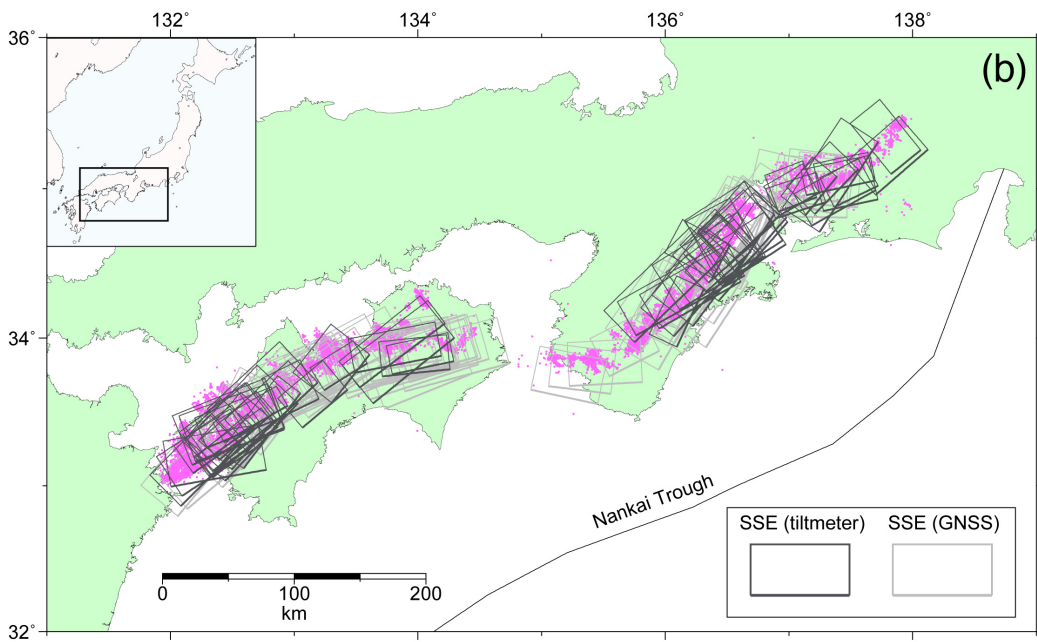 132° 134° 136° 138°
36°
(b)
34°
Nankai Trough
SSE (tiltmeter) SSE (GNSS)
0 100 200
km
32°